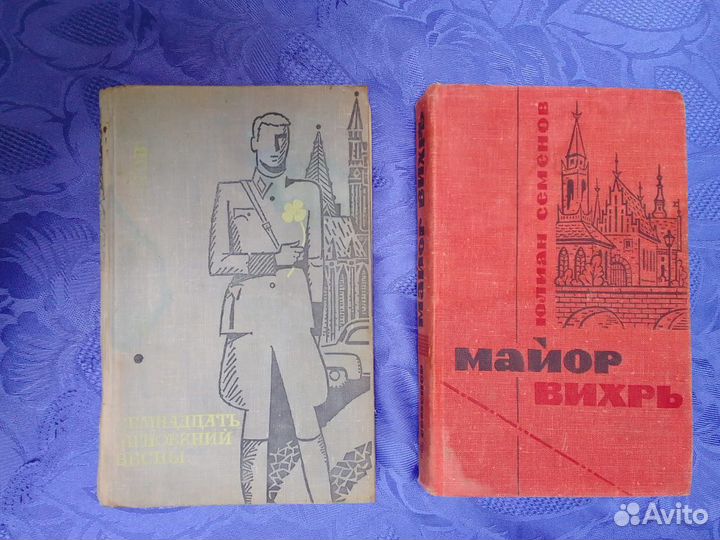 СЕМНАДЦАТЬ
МГНОВЕНИЙ
ВЕСНЫ
МАЙОР ВИХРЬ
ЮЛИАН СЕМЕНОВ
МАЙОР
ВИХРЬ
Avito